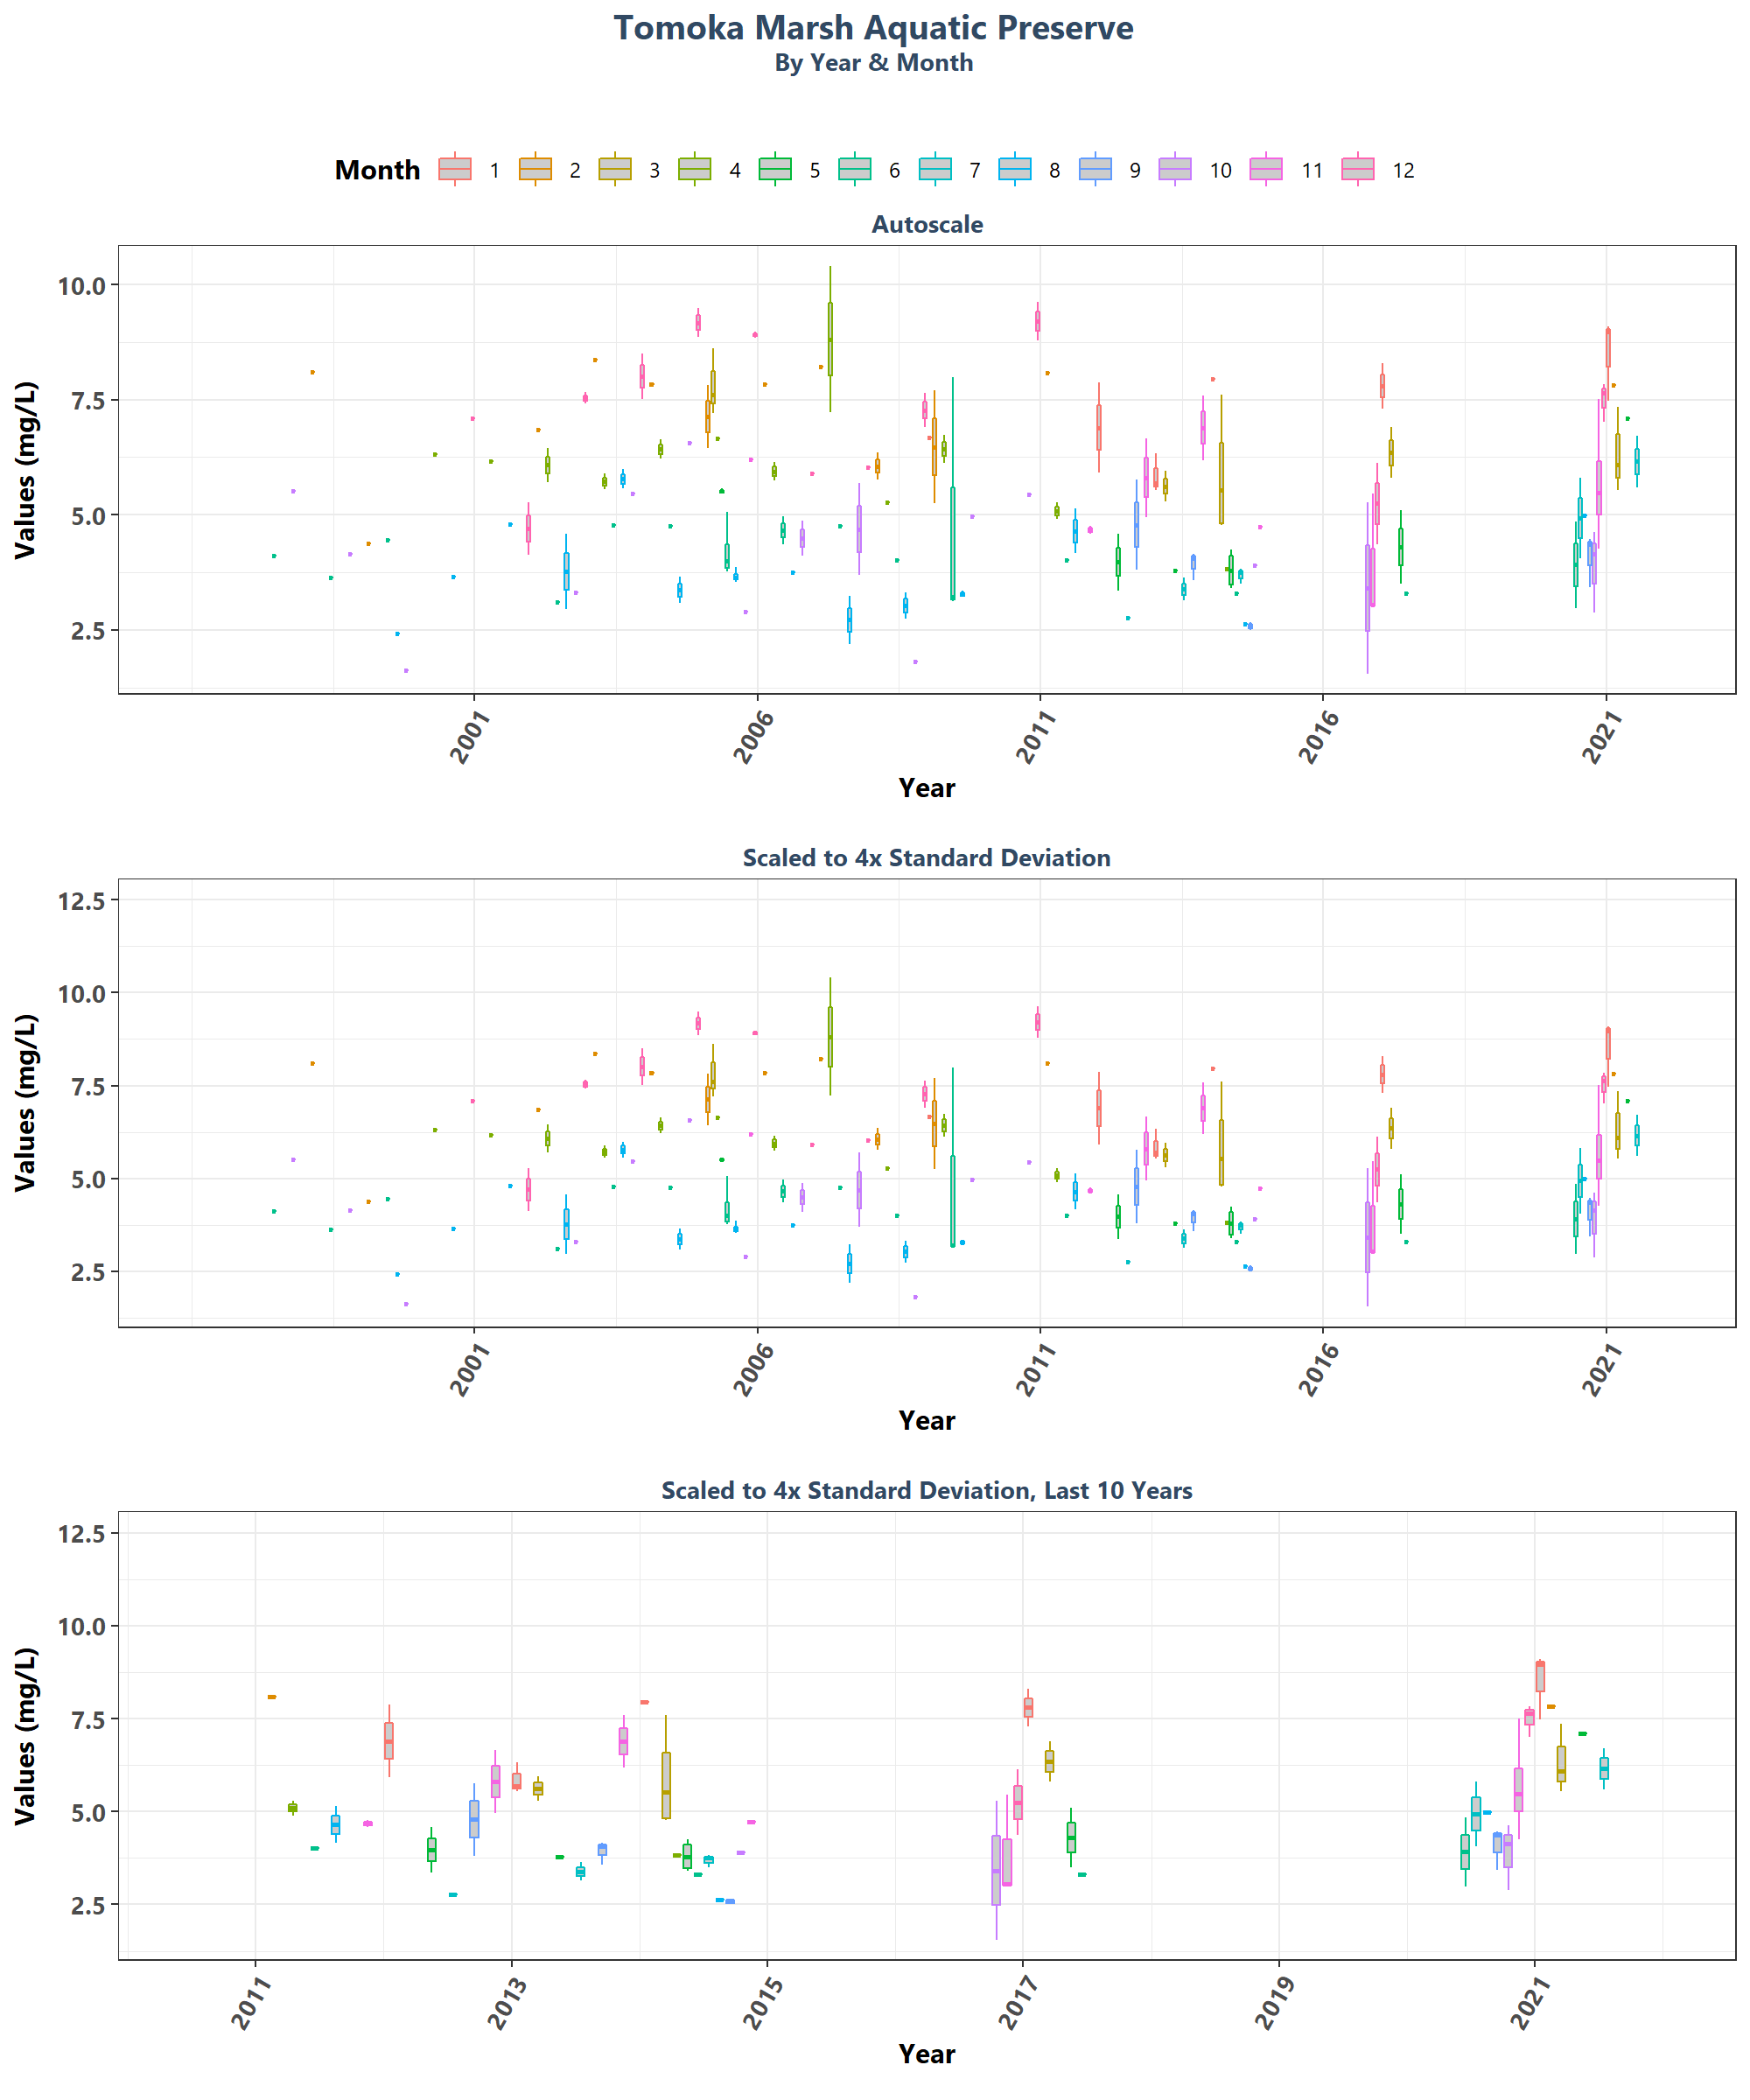 Tomoka Marsh Aquatic Preserve
By Year & Month
Month 1 2 3 4 5 6 7 8 9 10 11 12
Autoscale
Values (mg/L)
10.0
7.5
5.0
2.5
2001 2006 2011 2016 2021
Year
Scaled to 4x Standard Deviation
Values (mg/L)
12.5
10.0
7.5
5.0
2.5
2001 2006 2011 2016 2021
Year
Scaled to 4x Standard Deviation, Last 10 Years
Values (mg/L)
12.5
10.0
7.5
5.0
2.5
2011 2013 2015 2017 2019 2021
Year